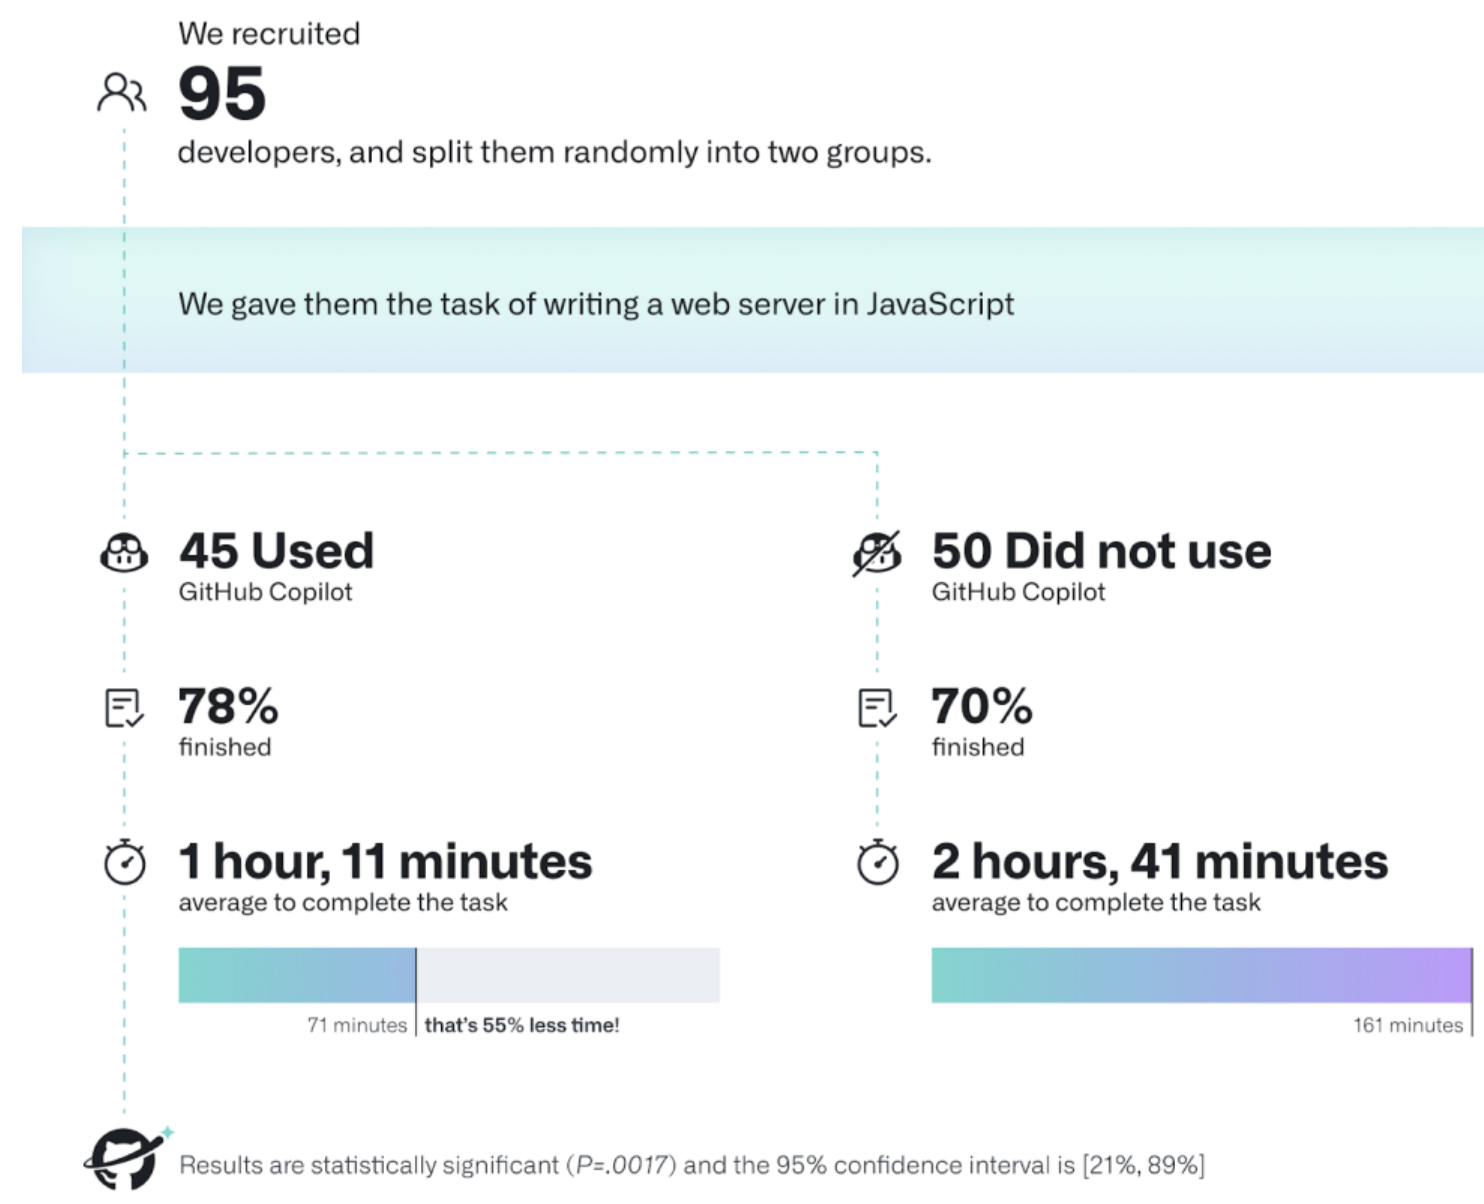 We recruited
95
developers, and split them randomly into two groups.
We gave them the task of writing a web server in JavaScript
45 Used
GitHub Copilot
78%
finished
1 hour, 11 minutes
average to complete the task
71 minutes
that's 55% less time!
50 Did not use
GitHub Copilot
70%
finished
2 hours, 41 minutes
average to complete the task
161 minutes
Results are statistically significant (P=.0017) and the 95% confidence interval is [21%, 89%]